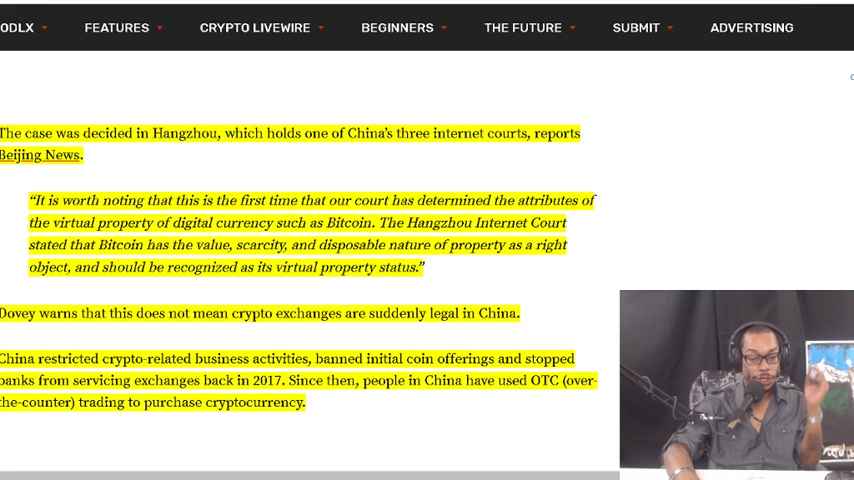 ODLX FEATURES CRYPTO LIVEWIRE BEGINNERS THE FUTURE SUBMIT ADVERTISING
The case was decided in Hangzhou, which holds one of China's three internet courts, reports
Beijing News.
“It is worth noting that this is the first time that our court has determined the attributes of
the virtual property of digital currency such as Bitcoin. The Hangzhou Internet Court
stated that Bitcoin has the value, scarcity, and disposable nature of property as a right
object, and should be recognized as its virtual property status.”
Dovey warns that this does not mean crypto exchanges are suddenly legal in China.
China restricted crypto-related business activities, banned initial coin offerings and stopped
banks from servicing exchanges back in 2017. Since then, people in China have used OTC (over-
the-counter) trading to purchase cryptocurrency.